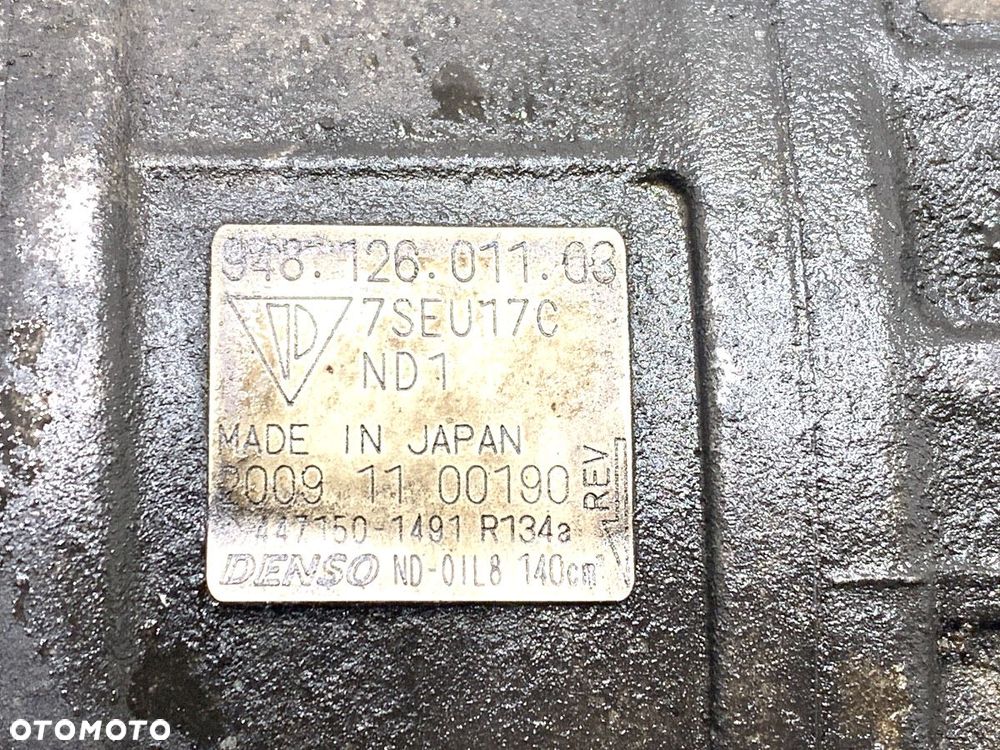 948.126.011.03
7SEU17C
ND1
MADE IN JAPAN
2009 11 00190
447150-1491 R134a
REV
DENSO ND-OIL8 140cm³
OTOMOTO